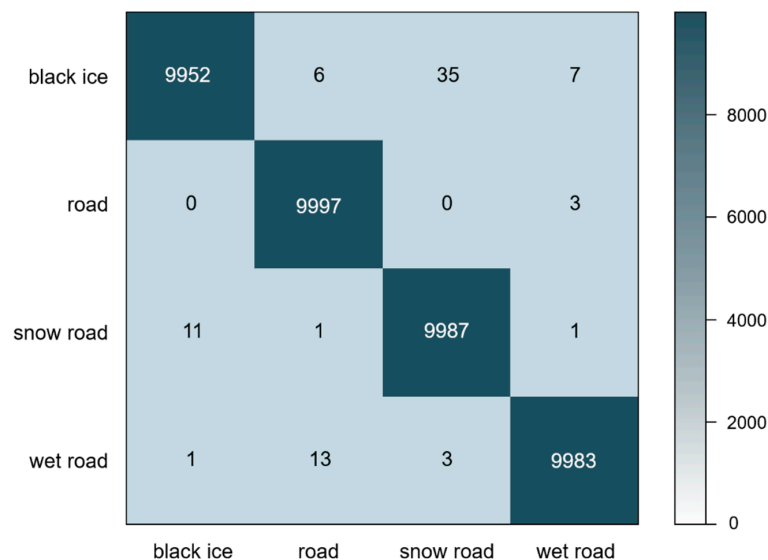 black ice 9952 6 35 7
road 0 9997 0 3
snow road 11 1 9987 1
wet road 1 13 3 9983
black ice road snow road wet road
8000
6000
4000
2000
0